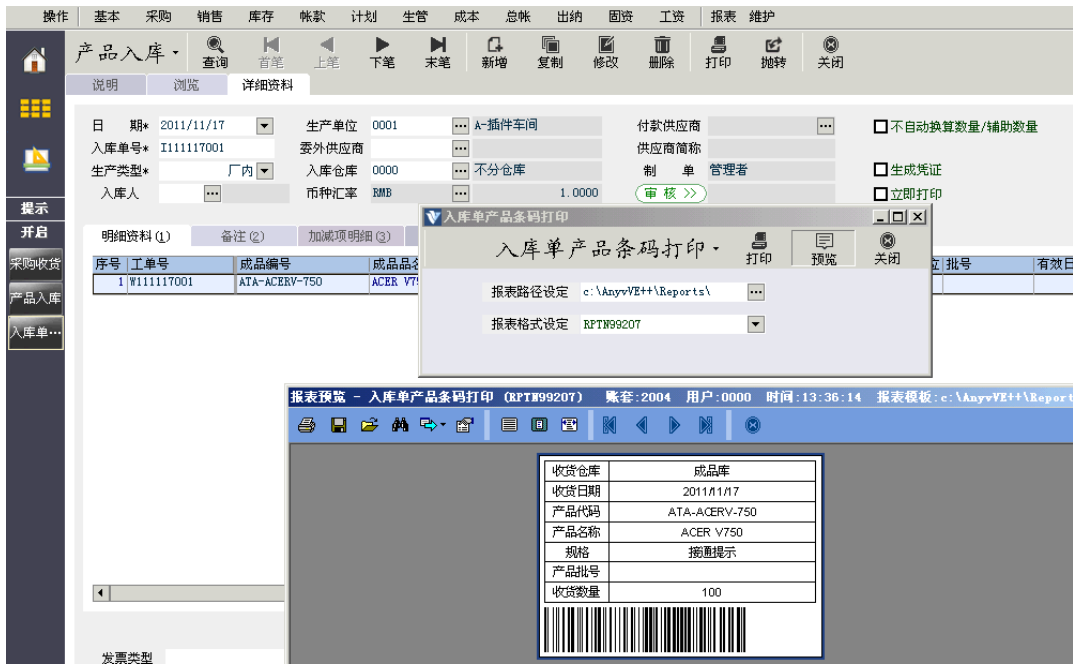 操作 基本 采购 销售 库存 帐款 计划 生管 成本 总帐 出纳 固资 工资 报表 维护
产品入库 查询 首笔 上笔 下笔 末笔 新增 复制 修改 删除 打印 抛转 关闭
说明 浏览 详细资料
日 期* 2011/11/17 生产单位 0001 A-插件车间 付款供应商 不自动换算数量/辅助数量
入库单号* I111117001 委外供应商 供应商简称
生产类型* 厂内 入库仓库 0000 不分仓库 制 单 管理者 生成凭证
入库人 币种汇率 RMB 1.0000 审 核 >> 立即打印
提示
开启
采购收货
产品入库
入库单…
明细资料(1) 备注(2) 加减项明细(3)
序号 工单号 成品编号 成品品名 批号 有效日
1 W111117001 ATA-ACERV-750 ACER V75
入库单产品条码打印
入库单产品条码打印 打印 预览 关闭
报表路径设定 c:\AnyvVE++\Reports\
报表格式设定 RPTN99207
报表预览 - 入库单产品条码打印 (RPTN99207) 账套:2004 用户:0000 时间:13:36:14 报表模板:c:\AnyvVE++\Report
收货仓库 成品库
收货日期 2011/11/17
产品代码 ATA-ACERV-750
产品名称 ACER V750
规格 接通提示
产品批号
收货数量 100
发票类型